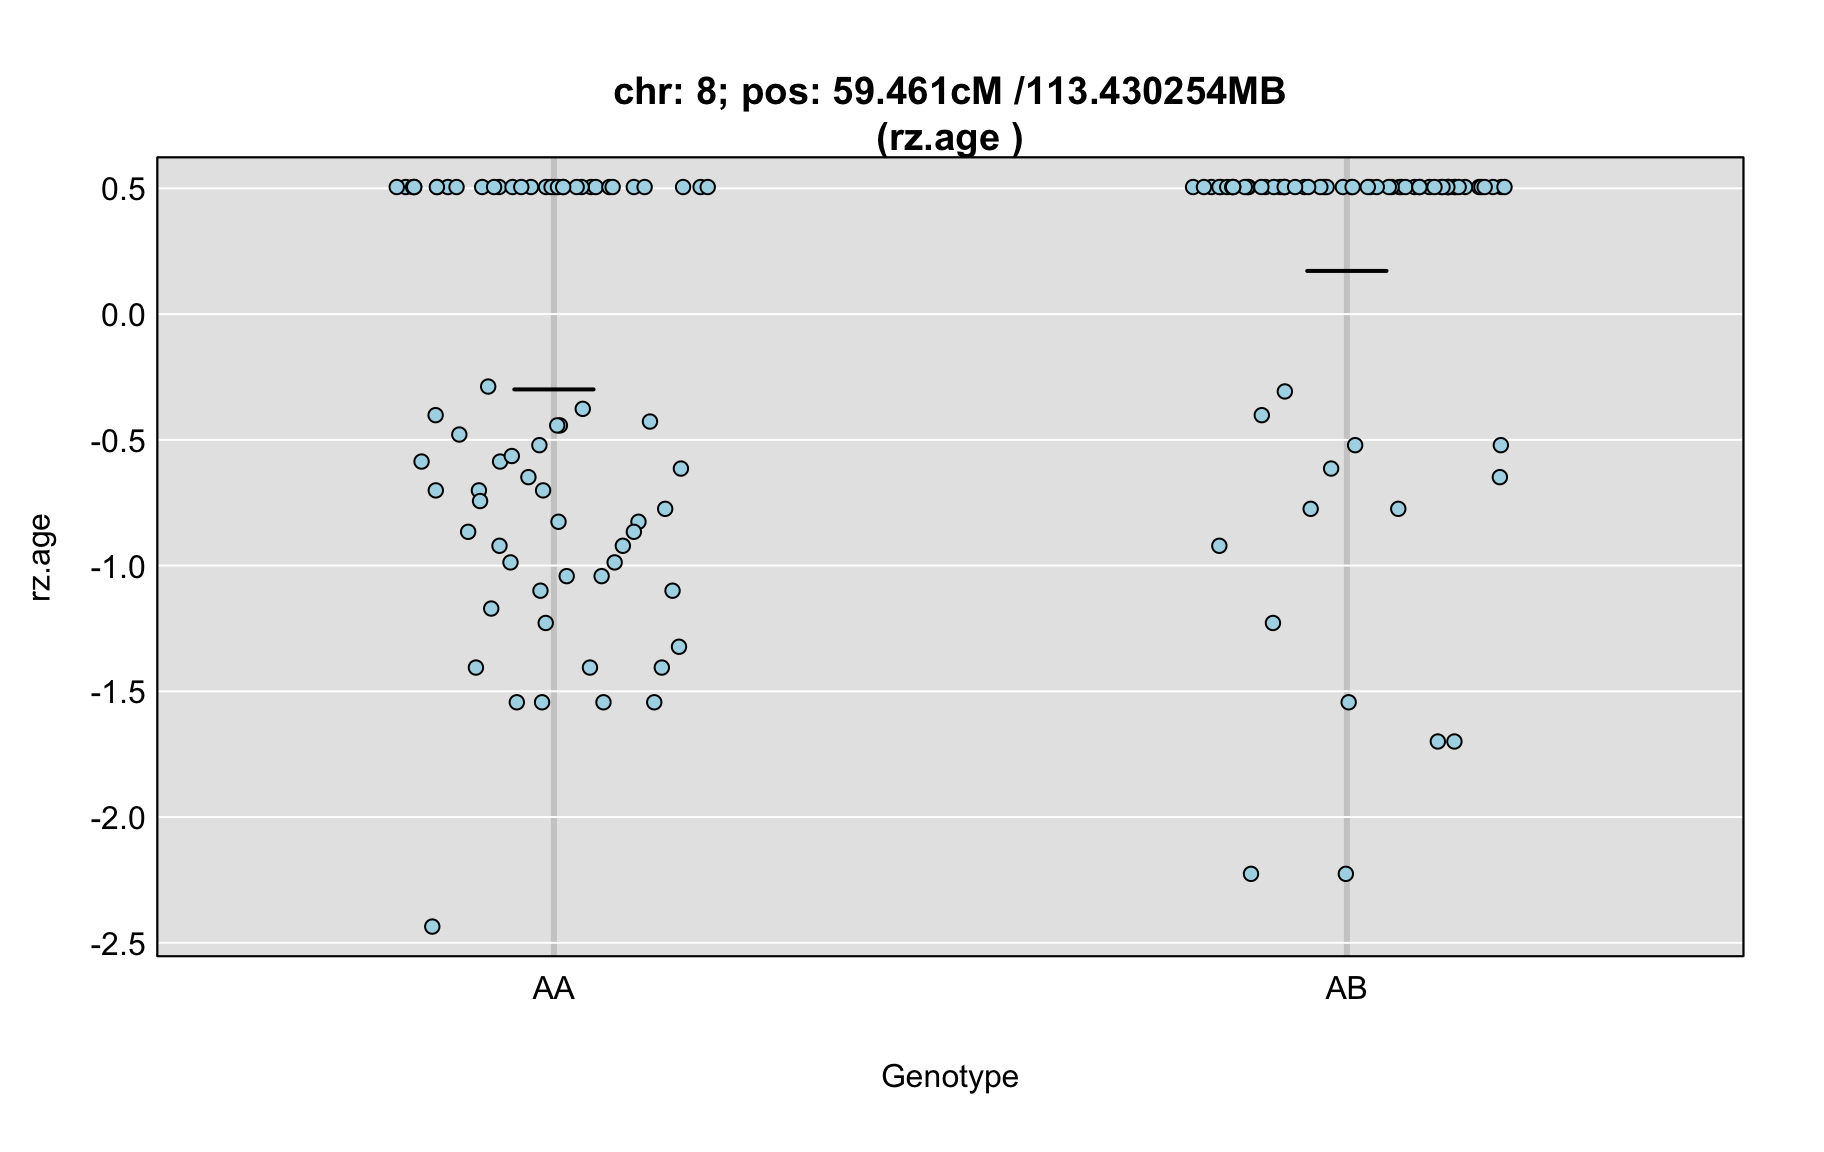 chr: 8; pos: 59.461cM /113.430254MB
(rz.age )
0.5
0.0
-0.5
-1.0
-1.5
-2.0
-2.5
rz.age
AA
AB
Genotype